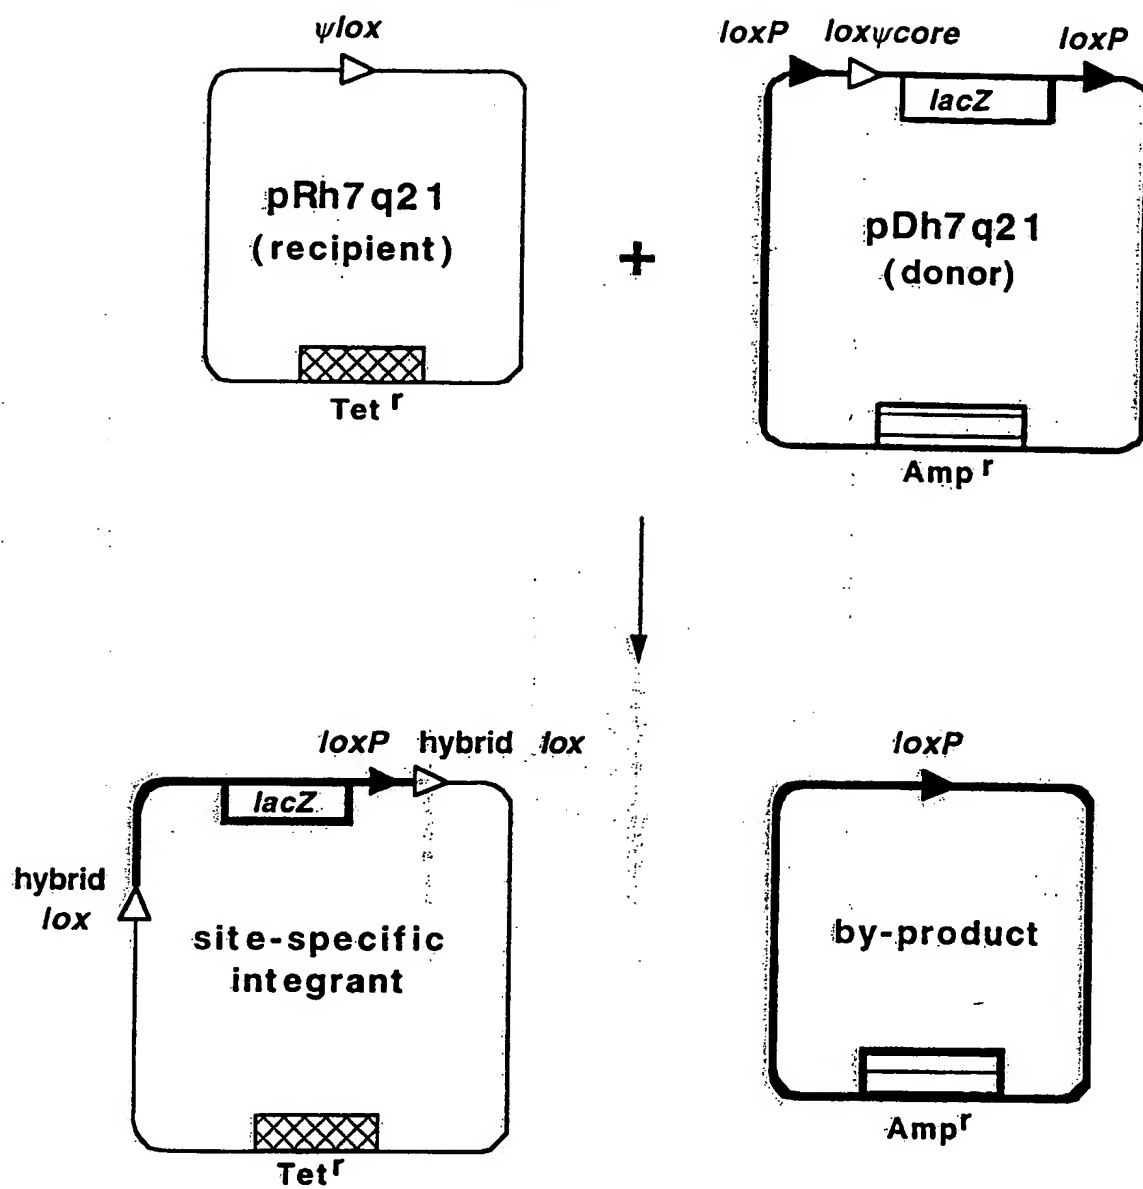 ψlox
loxP loxψcore loxP
lacZ
pRh7q21
(recipient)
+
pDh7q21
(donor)
Tet r
Amp r
loxP hybrid lox
loxP
lacZ
hybrid
lox
site-specific
integrant
by-product
Tet r
Amp r